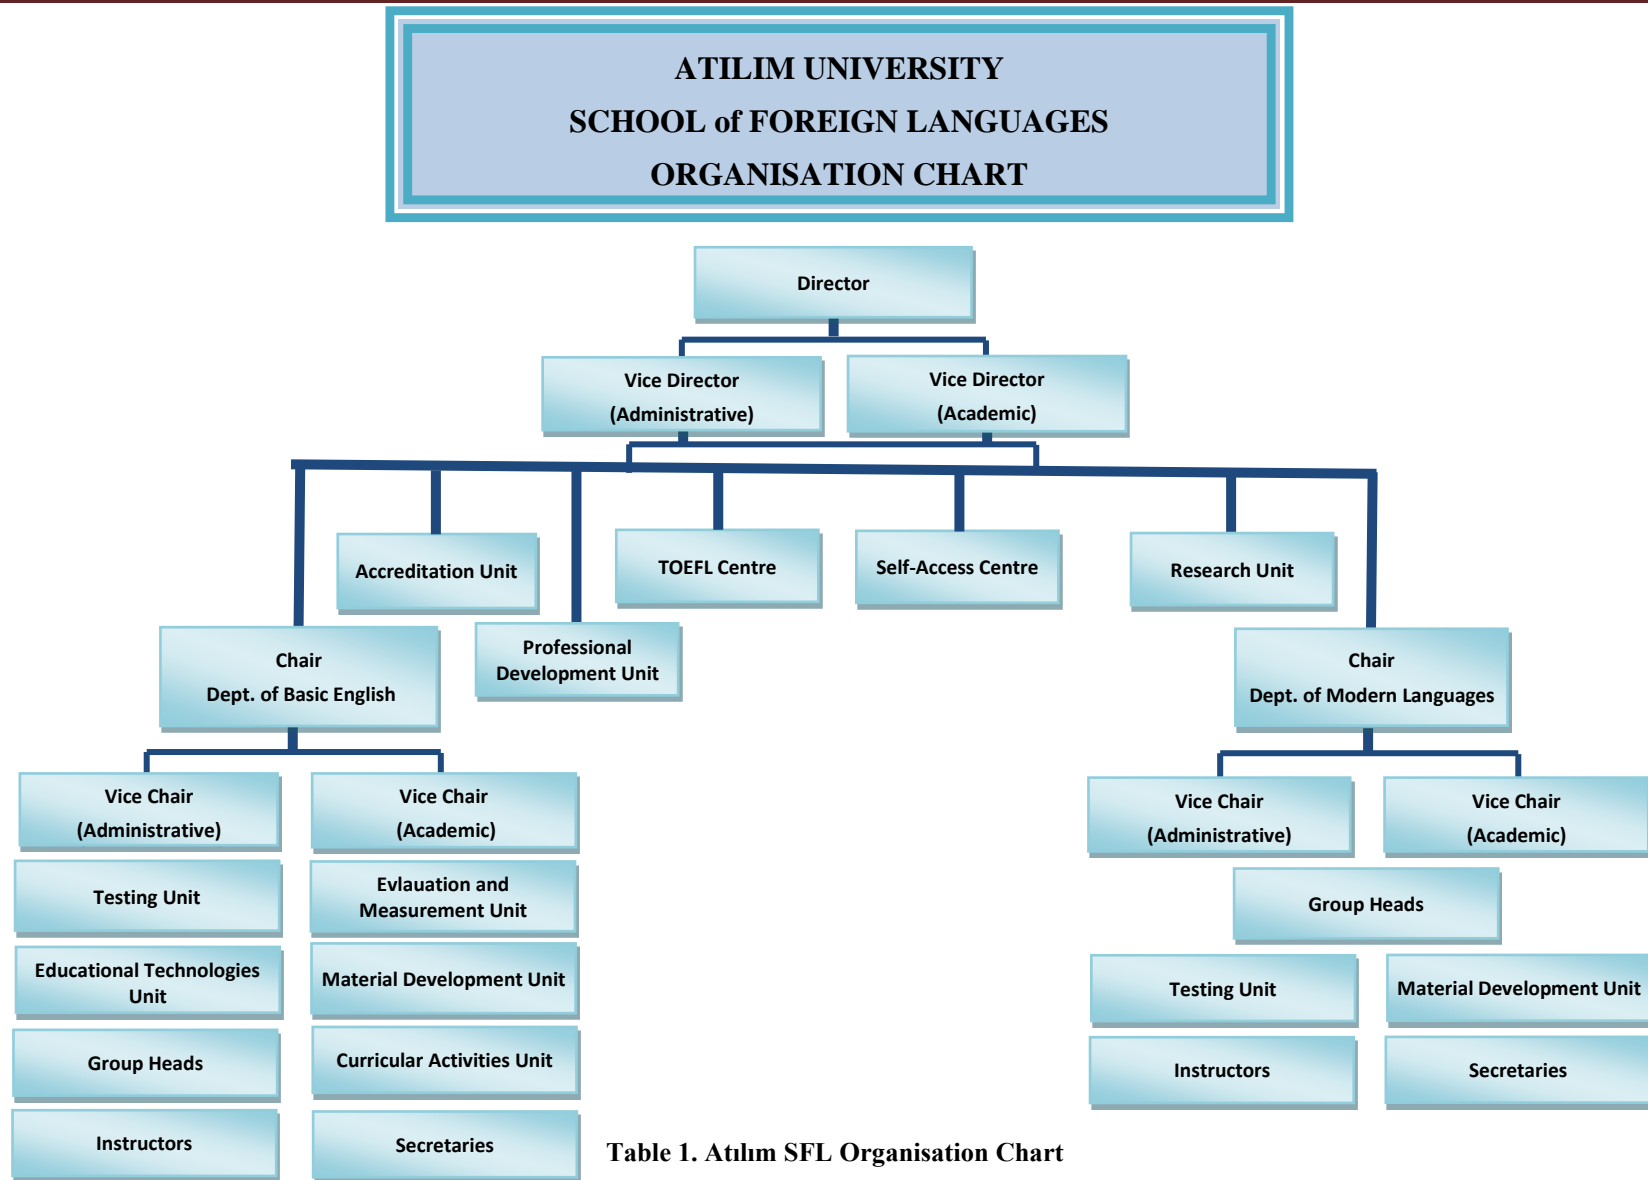 ATILIM UNIVERSITY
SCHOOL of FOREIGN LANGUAGES
ORGANISATION CHART
Director
Vice Director
(Administrative)
Vice Director
(Academic)
Accreditation Unit
TOEFL Centre
Self-Access Centre
Research Unit
Professional
Development Unit
Chair
Dept. of Basic English
Chair
Dept. of Modern Languages
Vice Chair
(Administrative)
Vice Chair
(Academic)
Vice Chair
(Administrative)
Vice Chair
(Academic)
Testing Unit
Evlauation and
Measurement Unit
Group Heads
Educational Technologies
Unit
Material Development Unit
Testing Unit
Material Development Unit
Group Heads
Curricular Activities Unit
Instructors
Secretaries
Instructors
Secretaries
Table 1. Atılım SFL Organisation Chart